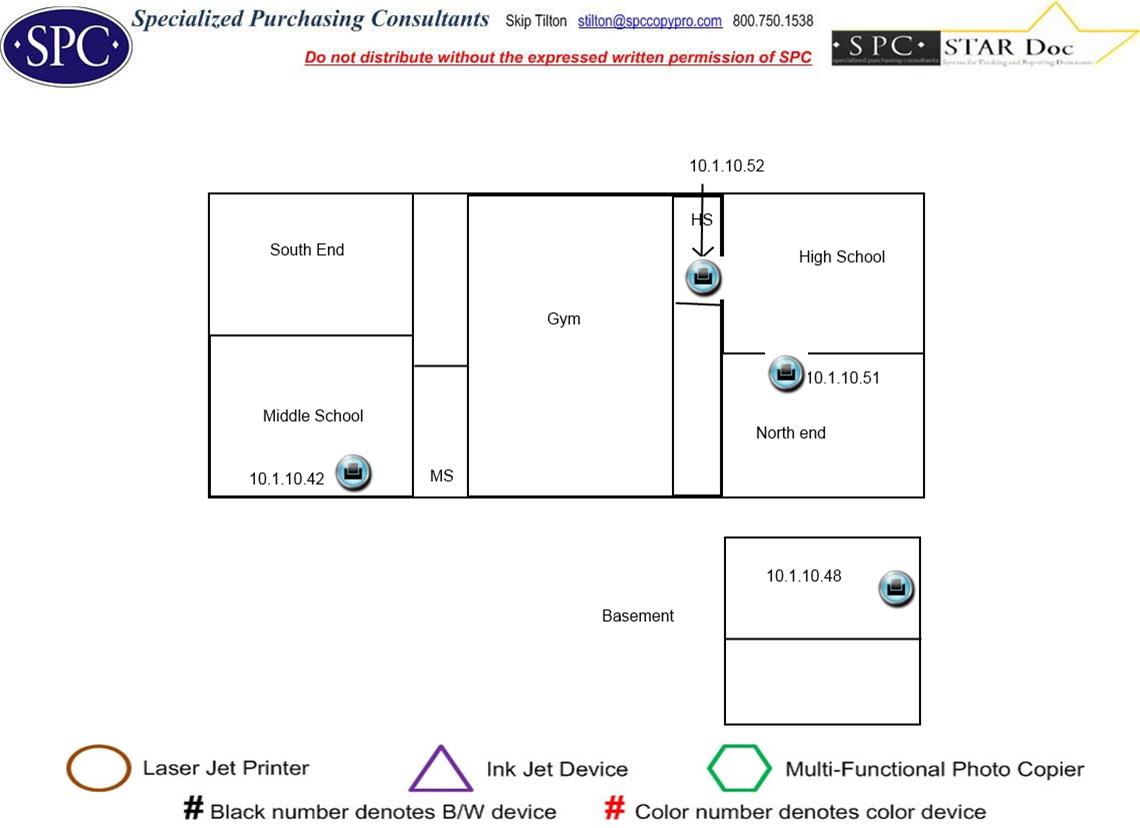 Specialized Purchasing Consultants Skip Tilton stilton@spccopypro.com 800.750.1538
·SPC·
Do not distribute without the expressed written permission of SPC
·SPC· STAR Doc
specialized purchasing consultants System for Tracking and Reporting Documents
10.1.10.52
HS
South End
High School
Gym
10.1.10.51
Middle School
North end
10.1.10.42
MS
10.1.10.48
Basement
Laser Jet Printer Ink Jet Device Multi-Functional Photo Copier
# Black number denotes B/W device # Color number denotes color device